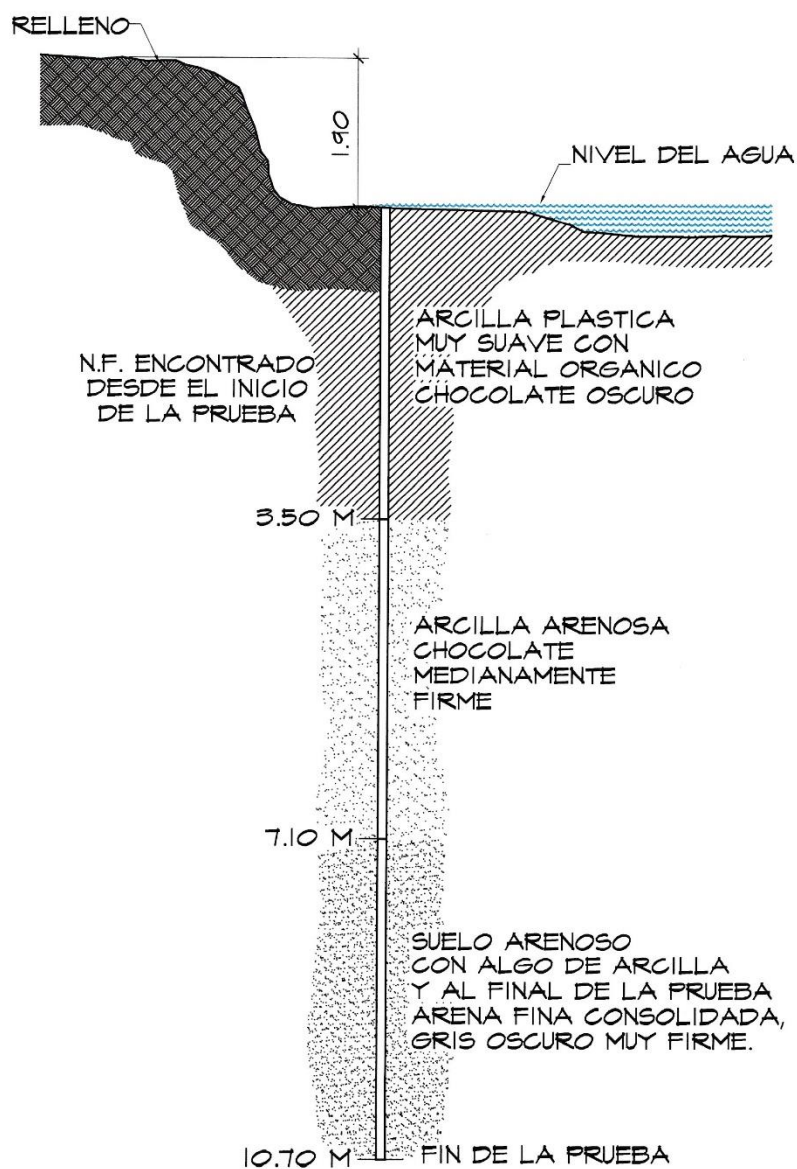 RELLENO
1.90
NIVEL DEL AGUA
ARCILLA PLASTICA
MUY SUAVE CON
MATERIAL ORGANICO
CHOCOLATE OSCURO
N.F. ENCONTRADO
DESDE EL INICIO
DE LA PRUEBA
3.50 M
ARCILLA ARENOSA
CHOCOLATE
MEDIANAMENTE
FIRME
7.10 M
SUELO ARENOSO
CON ALGO DE ARCILLA
Y AL FINAL DE LA PRUEBA
ARENA FINA CONSOLIDADA,
GRIS OSCURO MUY FIRME.
10.70 M
FIN DE LA PRUEBA